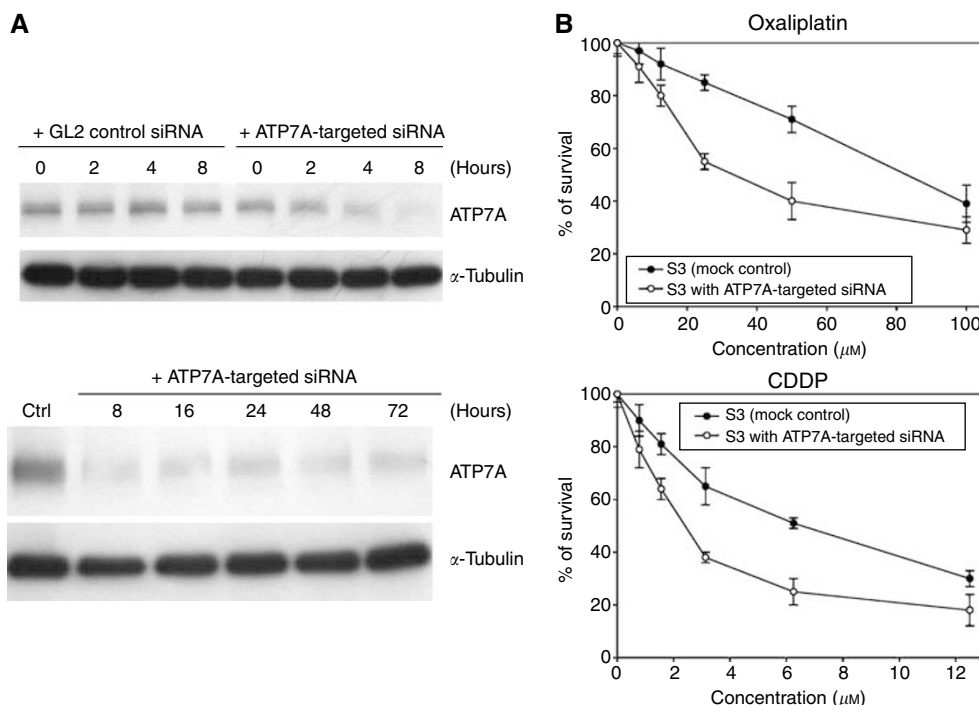 A
+ GL2 control siRNA + ATP7A-targeted siRNA
0 2 4 8 0 2 4 8 (Hours)
ATP7A
α-Tubulin
+ ATP7A-targeted siRNA
Ctrl 8 16 24 48 72 (Hours)
ATP7A
α-Tubulin
B
Oxaliplatin
100
80
60
40
20
0
% of survival
S3 (mock control)
S3 with ATP7A-targeted siRNA
0 20 40 60 80 100
Concentration (μM)
CDDP
100
80
60
40
20
0
% of survival
S3 (mock control)
S3 with ATP7A-targeted siRNA
0 2 4 6 8 10 12
Concentration (μM)